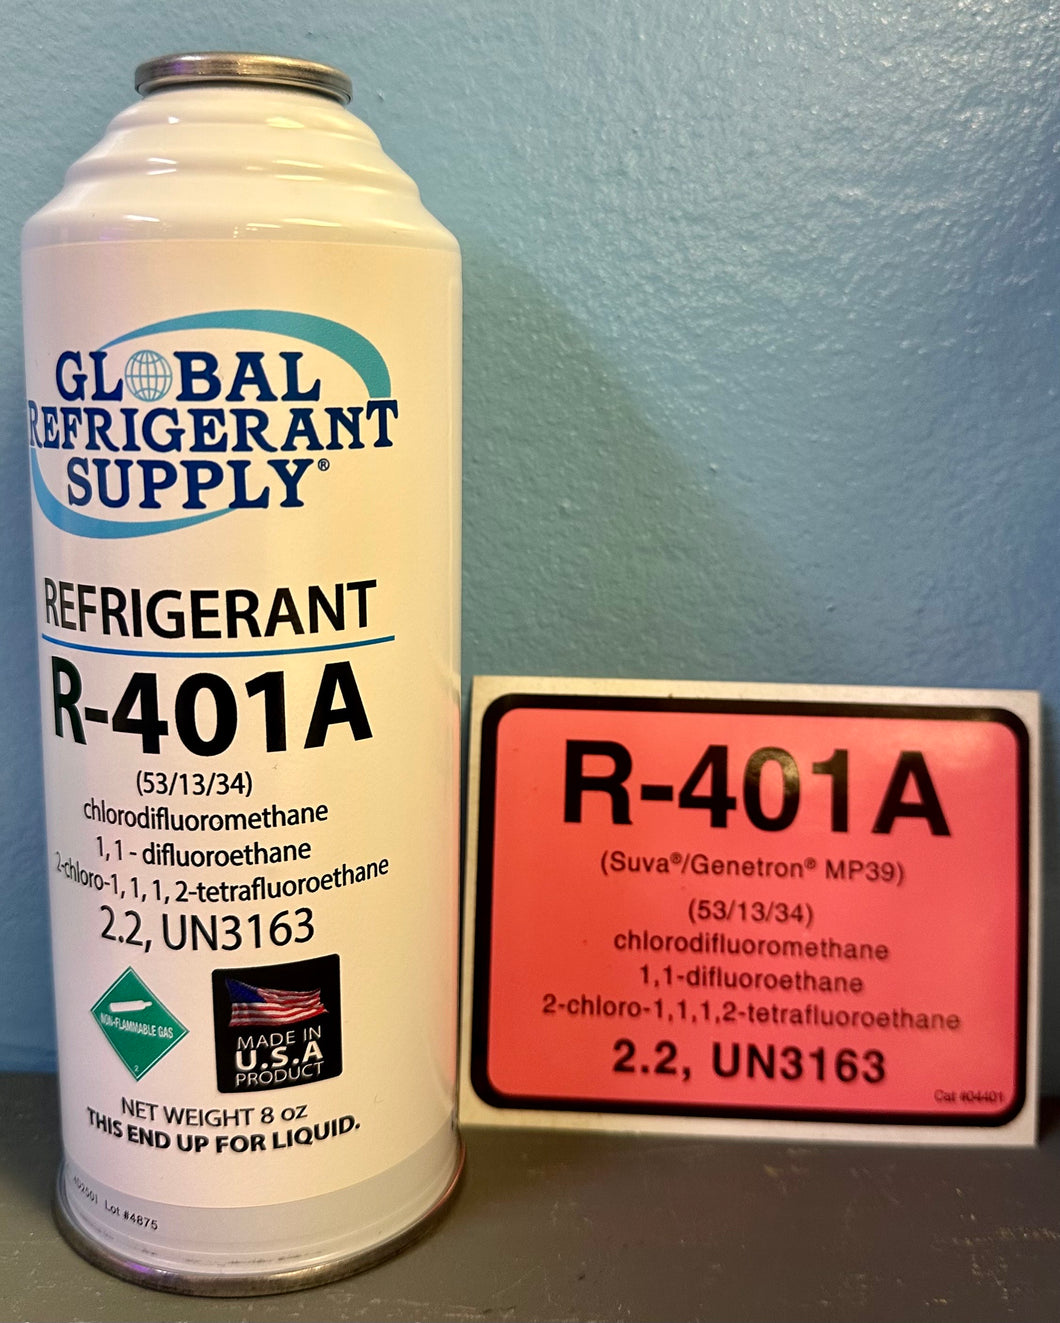 GLOBAL
REFRIGERANT
SUPPLY®
REFRIGERANT
R-401A
(53/13/34)
chlorodifluoromethane
1,1 - difluoroethane
2-chloro-1,1,1,2-tetrafluoroethane
2.2, UN3163
NON-FLAMMABLE GAS
2
MADE IN
U.S.A
PRODUCT
NET WEIGHT 8 OZ
THIS END UP FOR LIQUID.
Lot #4875
R-401A
(Suva®/Genetron® MP39)
(53/13/34)
chlorodifluoromethane
1,1-difluoroethane
2-chloro-1,1,1,2-tetrafluoroethane
2.2, UN3163
Cat #04401